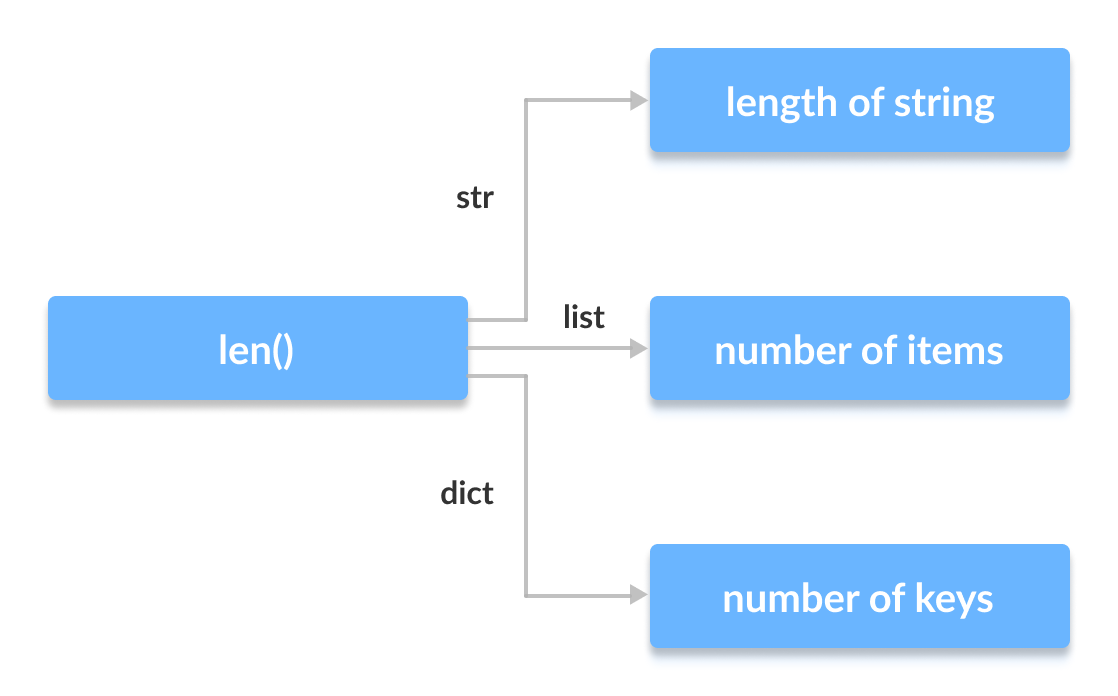 length of string
str
list
len()
number of items
dict
number of keys